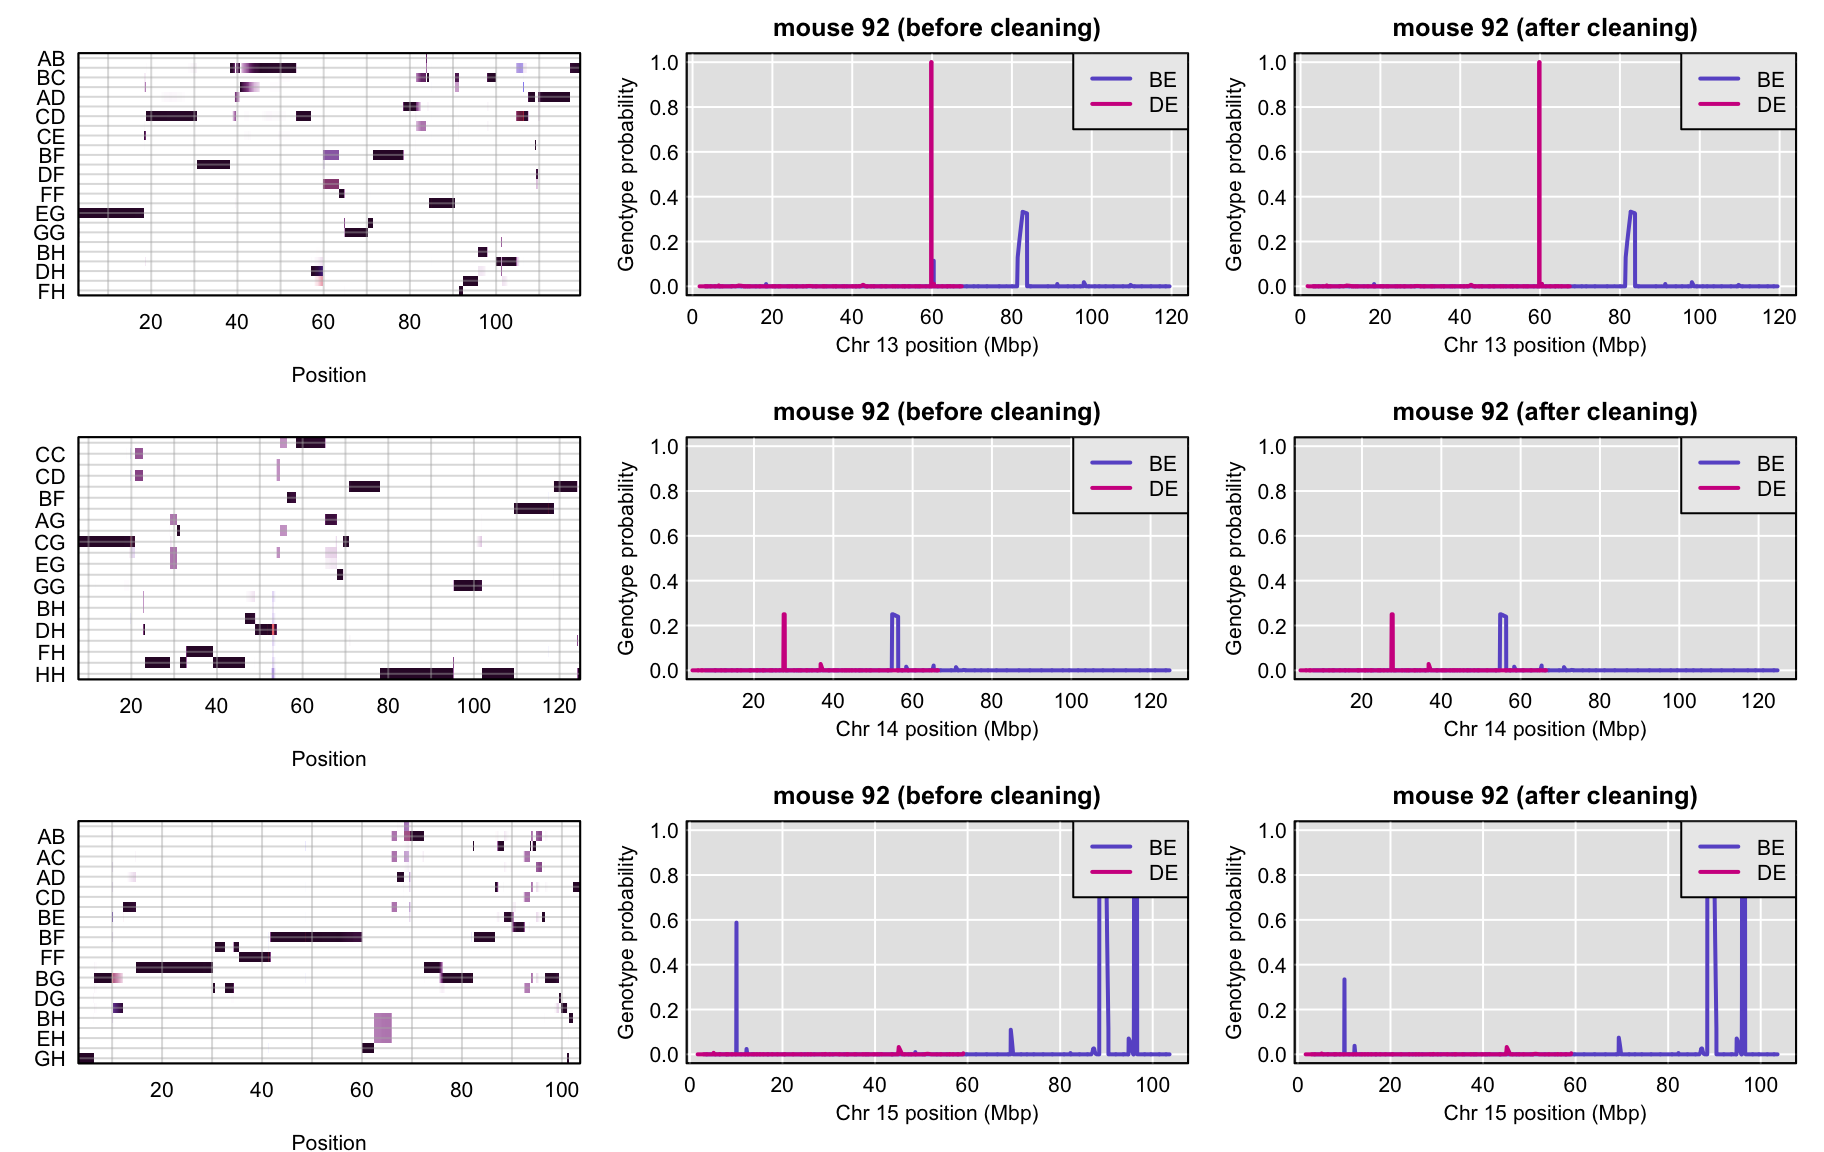 mouse 92 (before cleaning)
mouse 92 (after cleaning)
AB
BC
AD
CD
CE
BF
DF
FF
EG
GG
BH
DH
FH
20 40 60 80 100
Position
Genotype probability
1.0
0.8
0.6
0.4
0.2
0.0
BE
DE
0 20 40 60 80 100 120
Chr 13 position (Mbp)
Genotype probability
1.0
0.8
0.6
0.4
0.2
0.0
BE
DE
0 20 40 60 80 100 120
Chr 13 position (Mbp)
mouse 92 (before cleaning)
mouse 92 (after cleaning)
CC
CD
BF
AG
CG
EG
GG
BH
DH
FH
HH
20 40 60 80 100 120
Position
Genotype probability
1.0
0.8
0.6
0.4
0.2
0.0
BE
DE
20 40 60 80 100 120
Chr 14 position (Mbp)
Genotype probability
1.0
0.8
0.6
0.4
0.2
0.0
BE
DE
20 40 60 80 100 120
Chr 14 position (Mbp)
mouse 92 (before cleaning)
mouse 92 (after cleaning)
AB
AC
AD
CD
BE
BF
FF
BG
DG
BH
EH
GH
20 40 60 80 100
Position
Genotype probability
1.0
0.8
0.6
0.4
0.2
0.0
BE
DE
0 20 40 60 80 100
Chr 15 position (Mbp)
Genotype probability
1.0
0.8
0.6
0.4
0.2
0.0
BE
DE
0 20 40 60 80 100
Chr 15 position (Mbp)